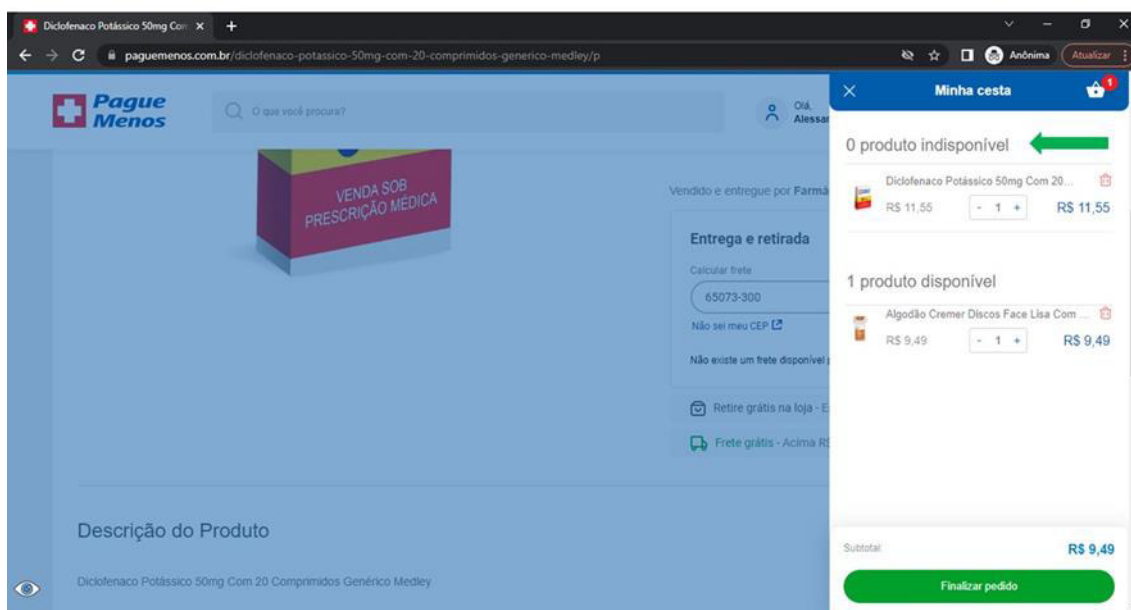 Diclofenaco Potássico 50mg Con
paguemenos.com.br/diclofenaco-potassico-50mg-com-20-comprimidos-generico-medley/p
Anônima
Atualizar
Pague
Menos
O que você procura?
Olá,
Alessar
Minha cesta
1
0 produto indisponível
VENDA SOB
PRESCRIÇÃO MÉDICA
Diclofenaco Potássico 50mg Com 20...
R$ 11,55 - 1 + R$ 11,55
Vendido e entregue por Farmá
Entrega e retirada
Calcular frete
65073-300
Não sei meu CEP
Não existe um frete disponível p
Retire grátis na loja - E
Frete grátis - Acima R$
1 produto disponível
Algodão Cremer Discos Face Lisa Com ...
R$ 9,49 - 1 + R$ 9,49
Descrição do Produto
Diclofenaco Potássico 50mg Com 20 Comprimidos Genérico Medley
Subtotal R$ 9,49
Finalizar pedido